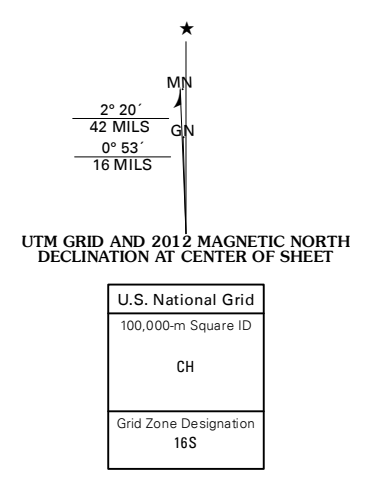 ★
MN
2° 20´
42 MILS
GN
0° 53´
16 MILS
UTM GRID AND 2012 MAGNETIC NORTH
DECLINATION AT CENTER OF SHEET
U.S. National Grid
100,000-m Square ID
CH
Grid Zone Designation
16S